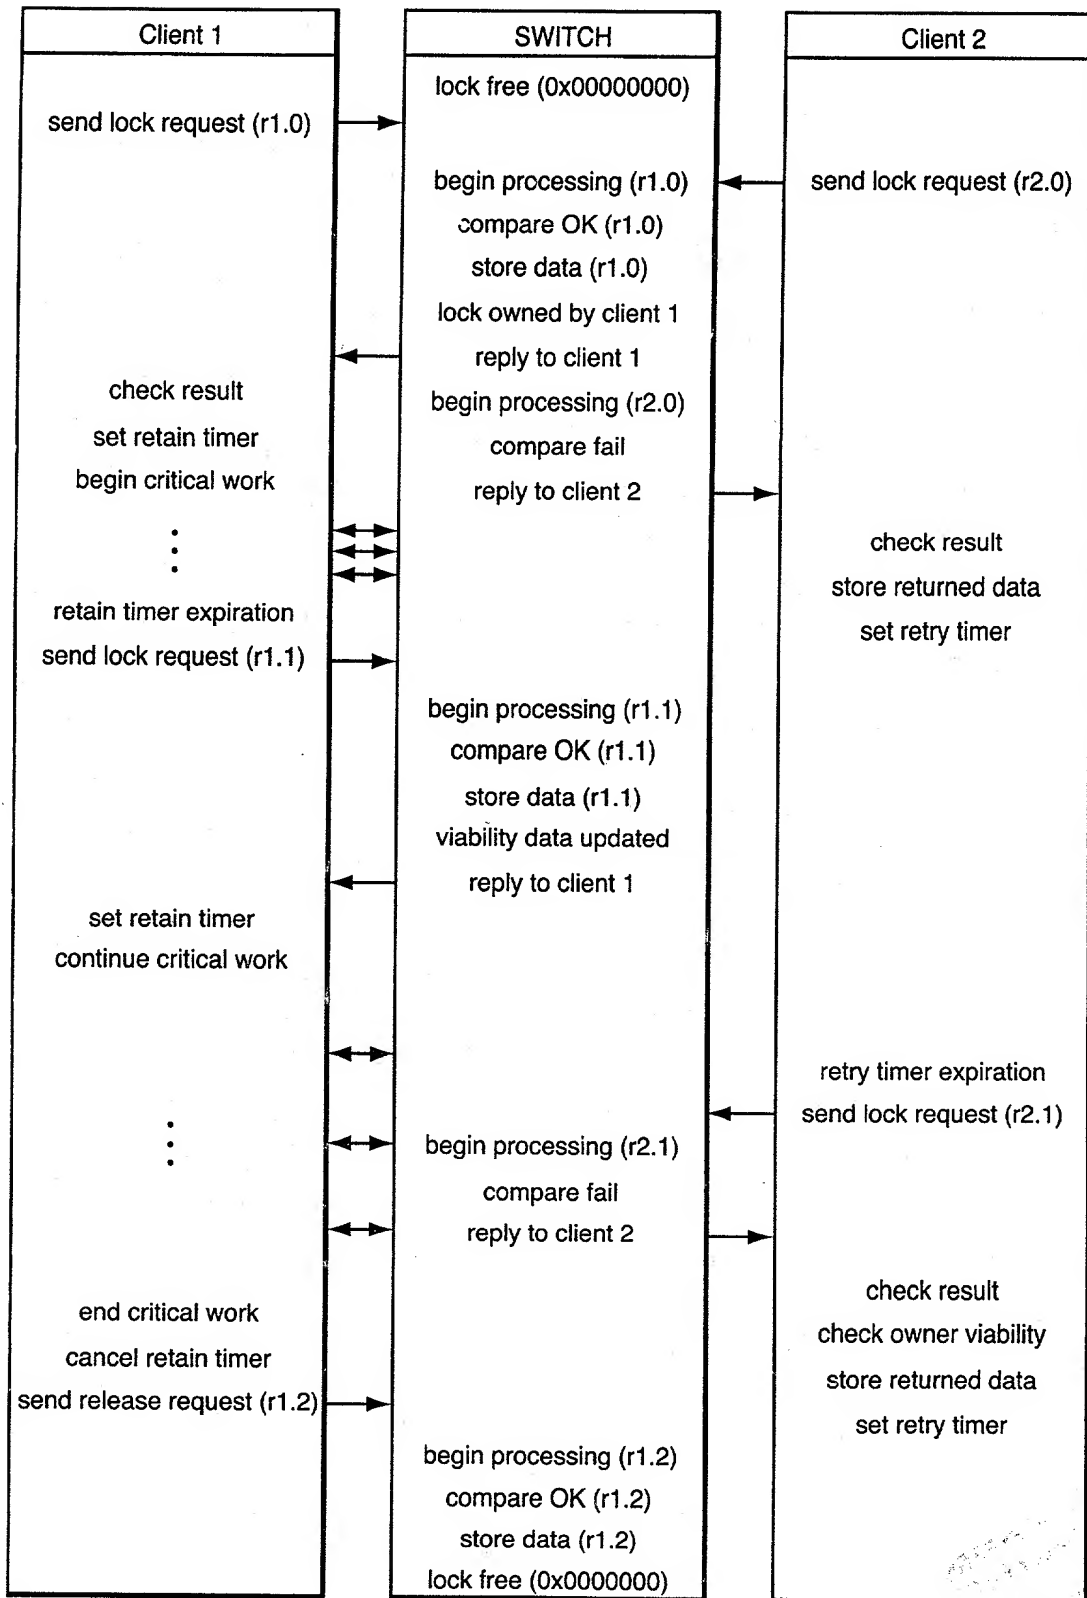 Client 1
SWITCH
Client 2
lock free (0x00000000)
send lock request (r1.0)
begin processing (r1.0)
send lock request (r2.0)
compare OK (r1.0)
store data (r1.0)
lock owned by client 1
reply to client 1
check result
begin processing (r2.0)
set retain timer
compare fail
begin critical work
reply to client 2
check result
store returned data
retain timer expiration
set retry timer
send lock request (r1.1)
begin processing (r1.1)
compare OK (r1.1)
store data (r1.1)
viability data updated
reply to client 1
set retain timer
continue critical work
retry timer expiration
send lock request (r2.1)
begin processing (r2.1)
compare fail
reply to client 2
check result
end critical work
check owner viability
cancel retain timer
store returned data
send release request (r1.2)
set retry timer
begin processing (r1.2)
compare OK (r1.2)
store data (r1.2)
lock free (0x0000000)